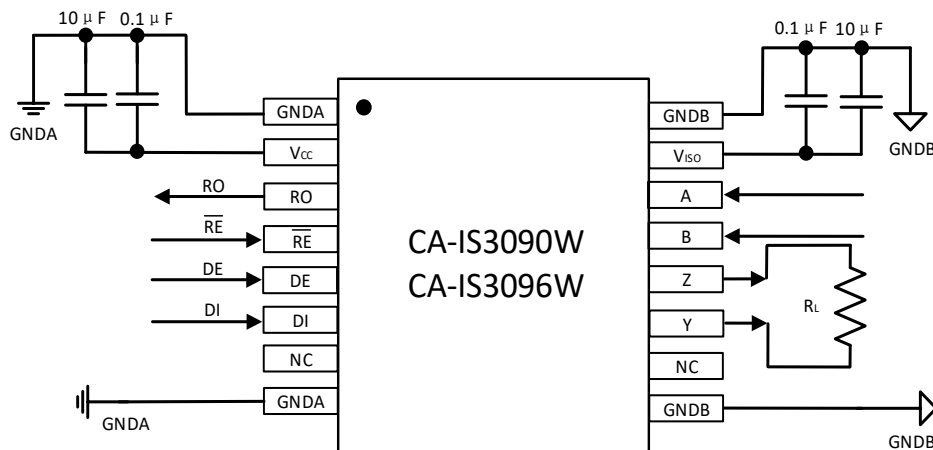 10 μF 0.1 μF
0.1 μF 10 μF
GNDA
GNDB
GNDA
VCC
RO
RO
RE
RE
DE
DE
DI
DI
NC
GNDA
GNDA
CA-IS3090W
CA-IS3096W
GNDB
VISO
A
B
Z
Y
RL
NC
GNDB
GNDB